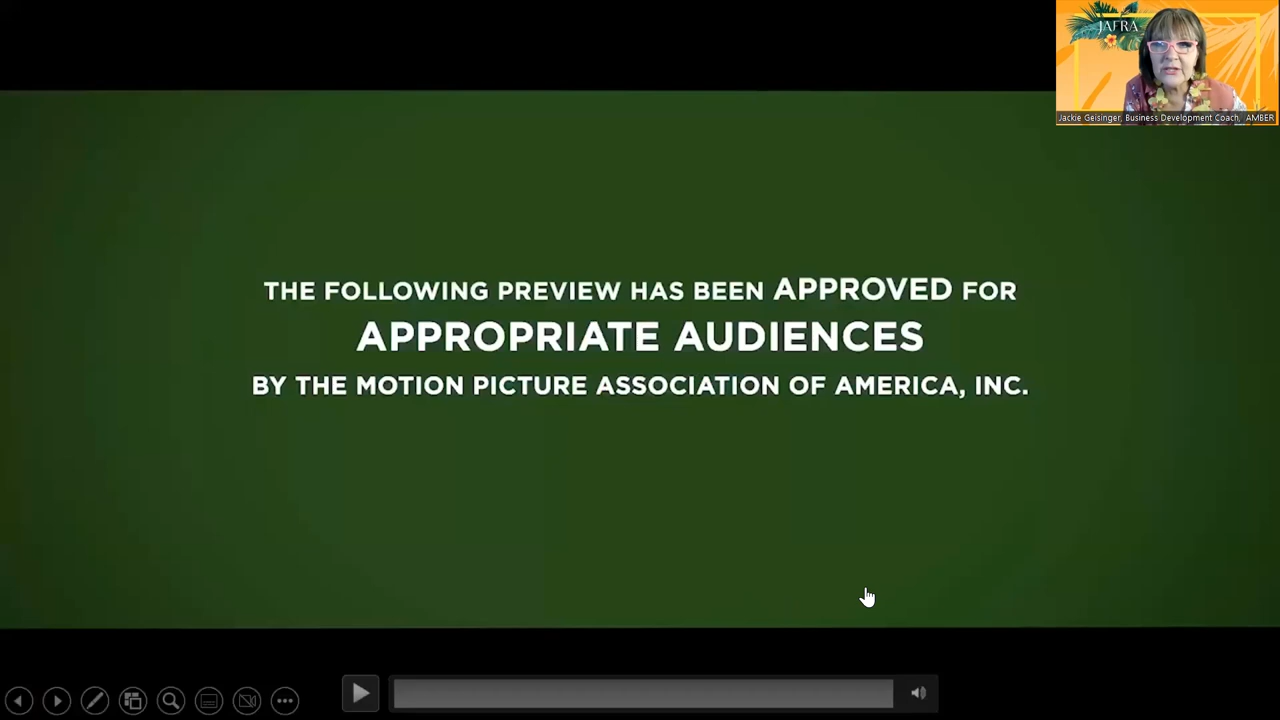 JAFRA
Jackie Geisinger, Business Development Coach, AMBER
THE FOLLOWING PREVIEW HAS BEEN APPROVED FOR
APPROPRIATE AUDIENCES
BY THE MOTION PICTURE ASSOCIATION OF AMERICA, INC.